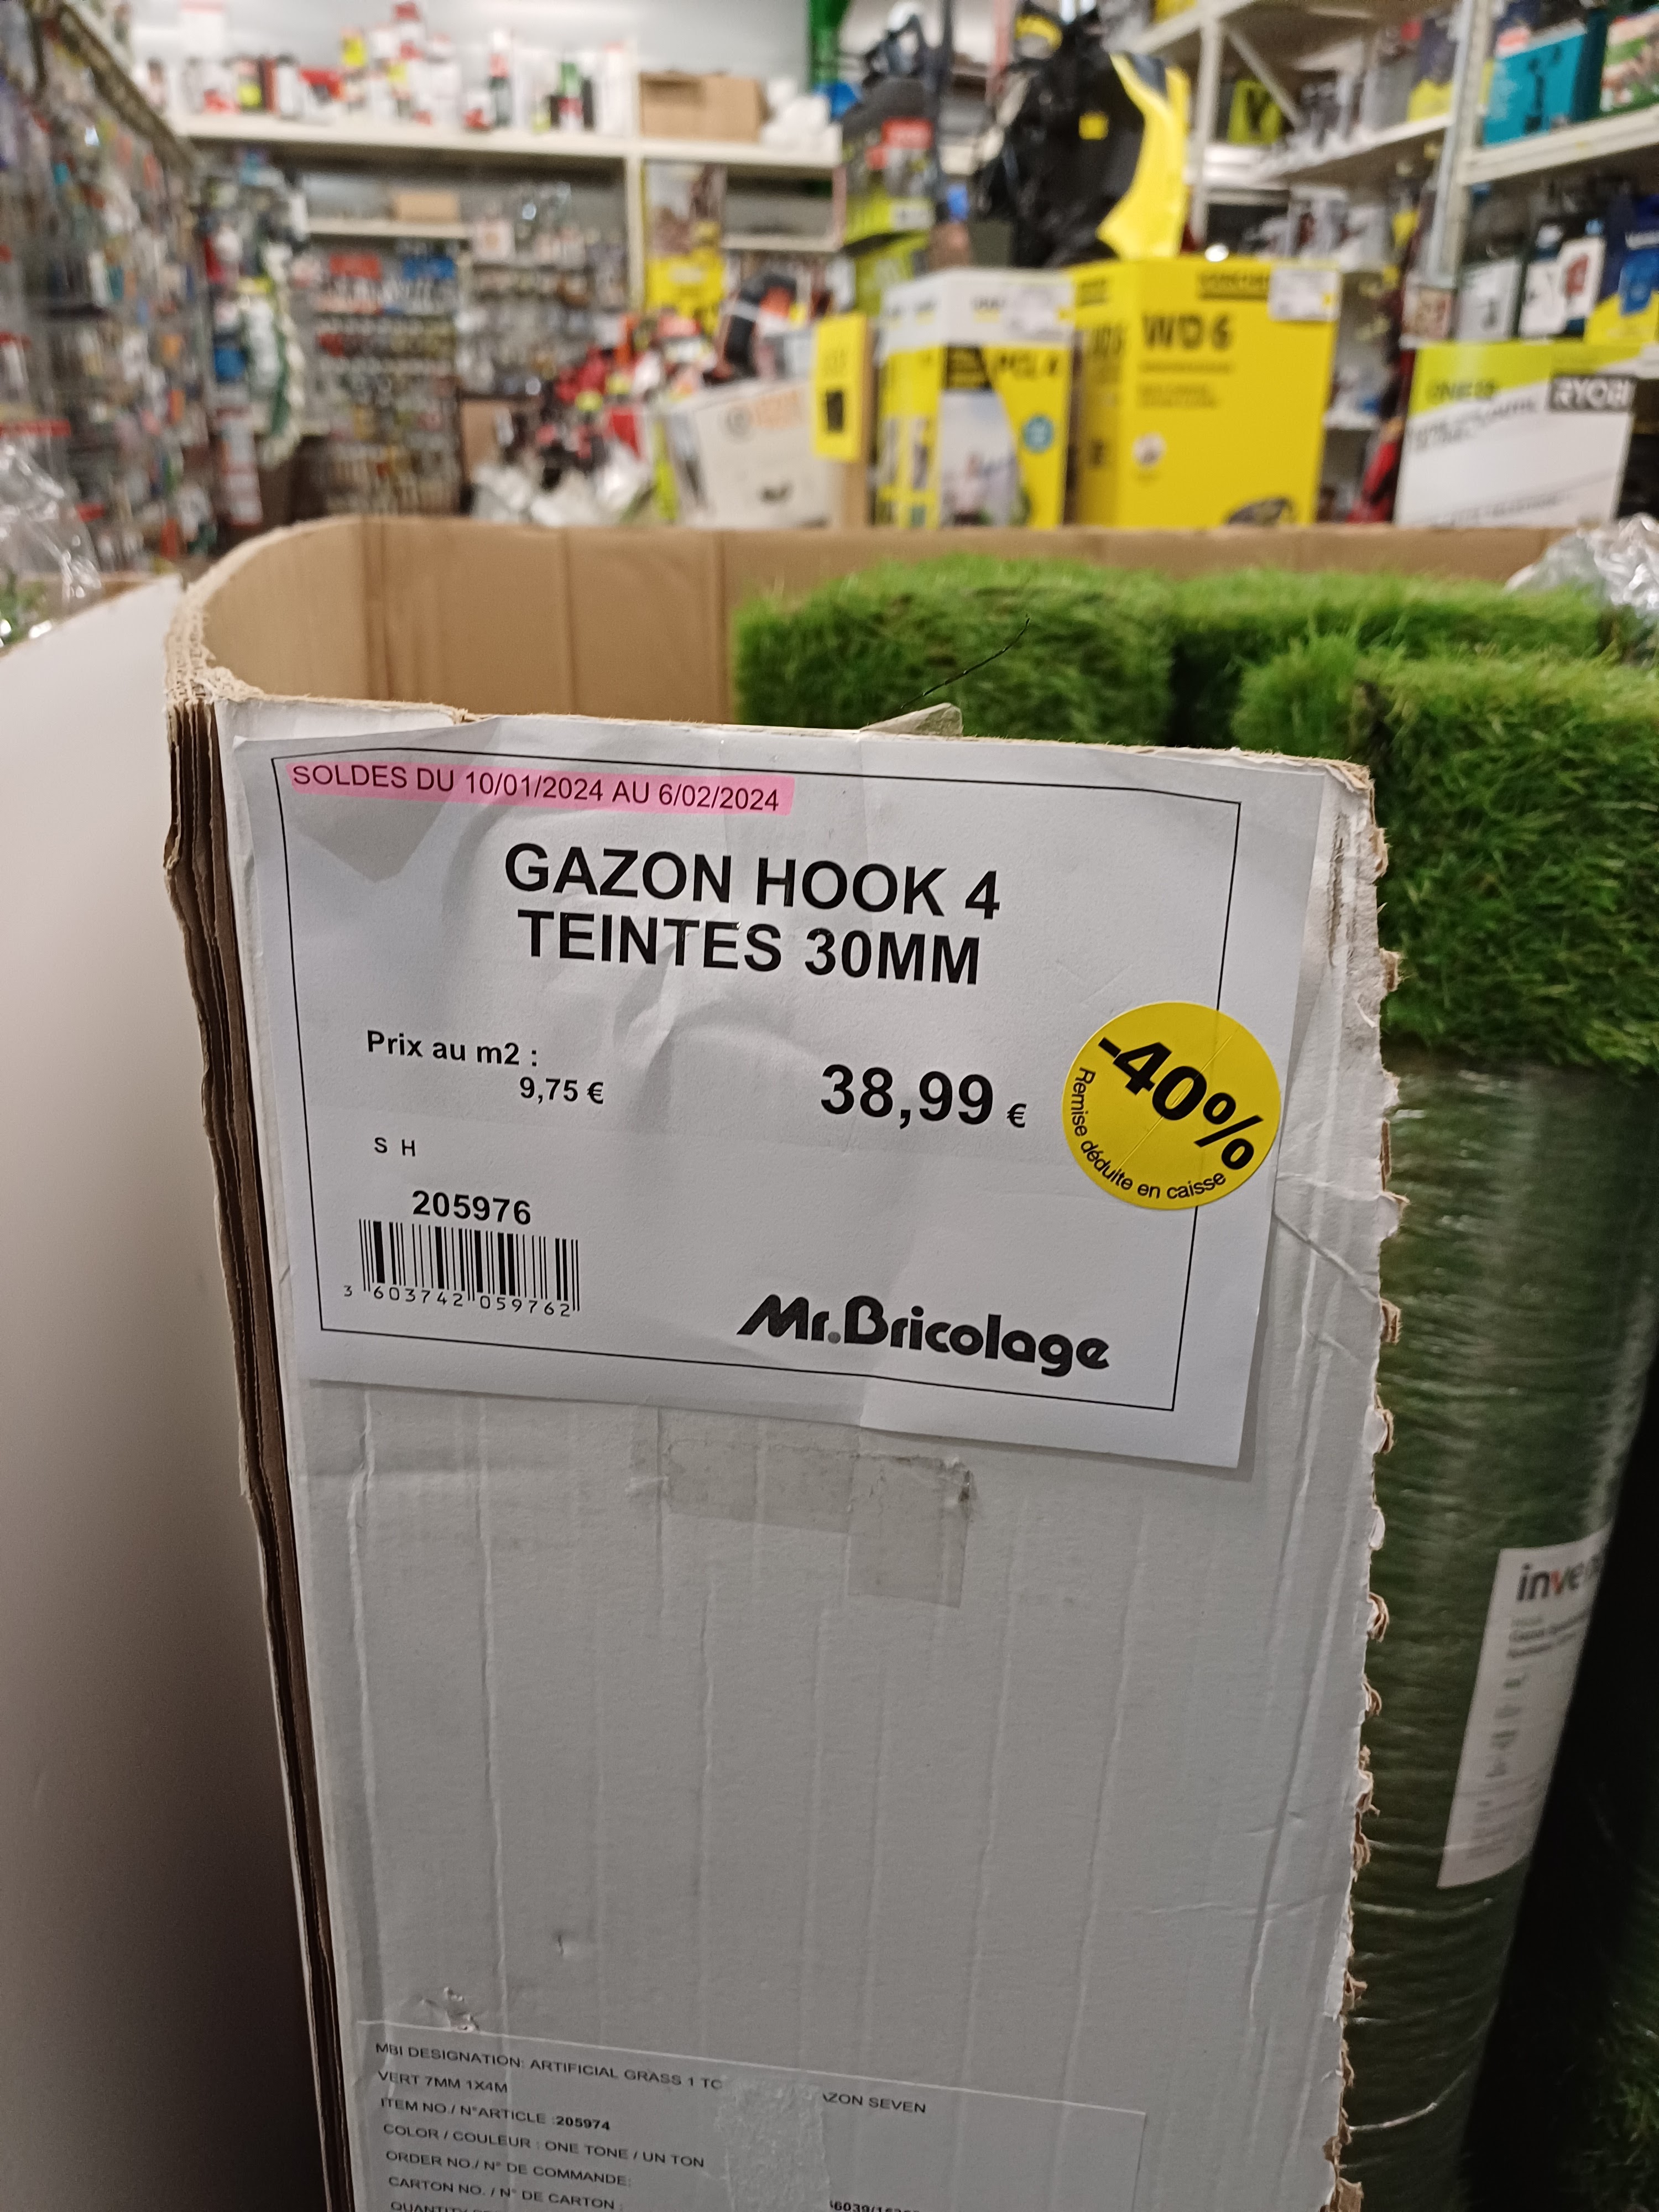 WD 6
RYOBI
SOLDES DU 10/01/2024 AU 6/02/2024
GAZON HOOK 4
TEINTES 30MM
Prix au m2 :
9,75 €
38,99 €
-40%
Remise déduite en caisse
S H
205976
3 603742 059762
Mr.Bricolage
inve
MBI DESIGNATION: ARTIFICIAL GRASS 1 TO
AZON SEVEN
VERT 7MM 1X4M
ITEM NO./ N°ARTICLE :205974
COLOR / COULEUR : ONE TONE / UN TON
ORDER NO./ N° DE COMMANDE:
CARTON NO. / N° DE CARTON :